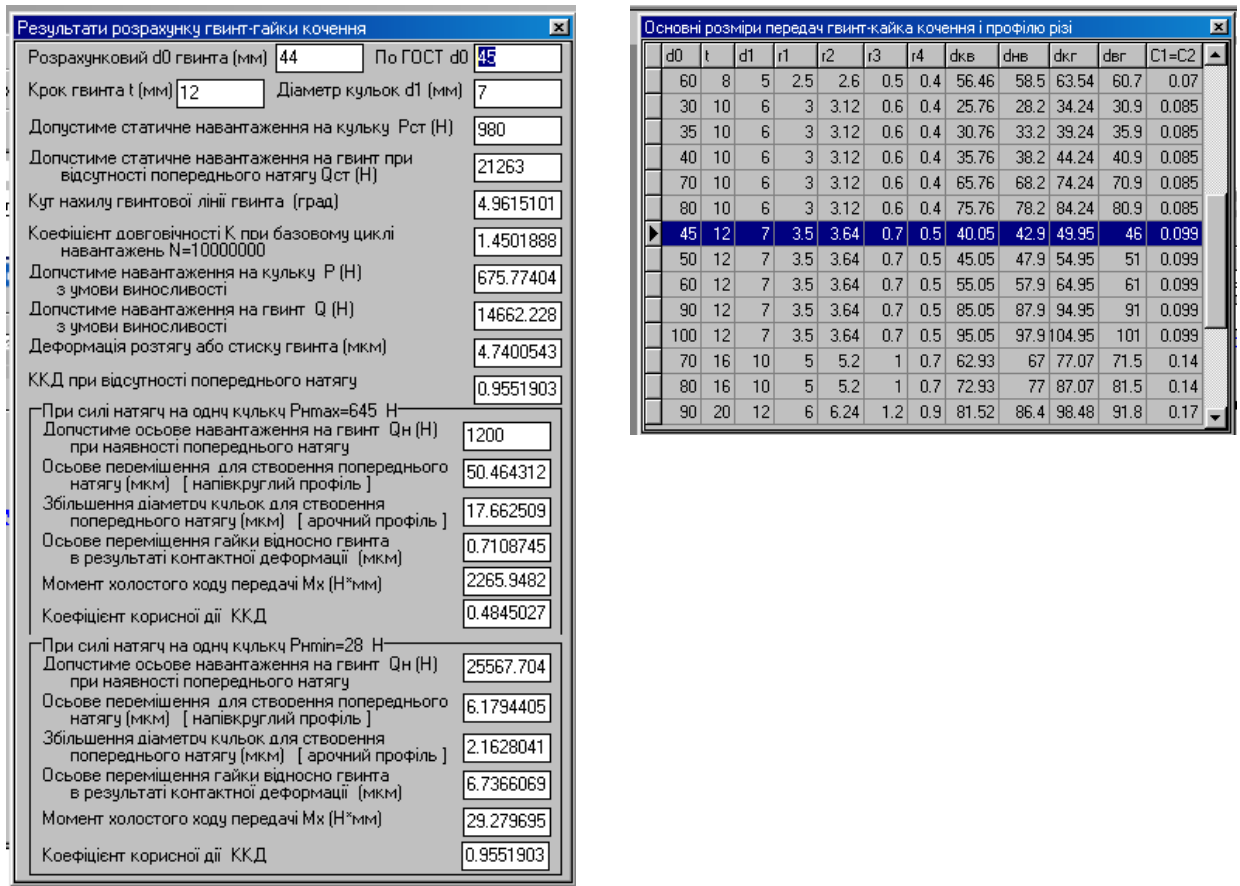 Результати розрахунку гвинт-гайки кочення
Розрахунковий d0 гвинта (мм) 44 По ГОСТ d0 45
Крок гвинта t (мм) 12 Діаметр кульок d1 (мм) 7
Допустиме статичне навантаження на кульку Рст (Н) 980
Допустиме статичне навантаження на гвинт при
відсутності попереднього натягу Qст (Н) 21263
Кут нахилу гвинтової лінії гвинта (град) 4.9615101
Коефіцієнт довговічності К при базовому циклі
навантажень N=10000000 1.4501888
Допустиме навантаження на кульку Р (Н)
з умови виносливості 675.77404
Допустиме навантаження на гвинт Q (Н)
з умови виносливості 14662.228
Деформація розтягу або стиску гвинта (мкм) 4.7400543
ККД при відсутності попереднього натягу 0.9551903
При силі натягу на одну кульку Рнmax=645 Н
Допустиме осьове навантаження на гвинт Qн (Н)
при наявності попереднього натягу 1200
Осьове переміщення для створення попереднього
натягу (мкм) [ напівкруглий профіль ] 50.464312
Збільшення діаметру кульок для створення
попереднього натягу (мкм) [ арочний профіль ] 17.662509
Осьове переміщення гайки відносно гвинта
в результаті контактної деформації (мкм) 0.7108745
Момент холостого ходу передачі Мх (Н*мм) 2265.9482
Коефіцієнт корисної дії ККД 0.4845027
При силі натягу на одну кульку Рнmin=28 Н
Допустиме осьове навантаження на гвинт Qн (Н)
при наявності попереднього натягу 25567.704
Осьове переміщення для створення попереднього
натягу (мкм) [ напівкруглий профіль ] 6.1794405
Збільшення діаметру кульок для створення
попереднього натягу (мкм) [ арочний профіль ] 2.1628041
Осьове переміщення гайки відносно гвинта
в результаті контактної деформації (мкм) 6.7366069
Момент холостого ходу передачі Мх (Н*мм) 29.279695
Коефіцієнт корисної дії ККД 0.9551903
Основні розміри передач гвинт-кайка кочення і профілю різі
d0 t d1 r1 r2 r3 r4 dкв dнв dкг dвг C1=C2
60 8 5 2.5 2.6 0.5 0.4 56.46 58.5 63.54 60.7 0.07
30 10 6 3 3.12 0.6 0.4 25.76 28.2 34.24 30.9 0.085
35 10 6 3 3.12 0.6 0.4 30.76 33.2 39.24 35.9 0.085
40 10 6 3 3.12 0.6 0.4 35.76 38.2 44.24 40.9 0.085
70 10 6 3 3.12 0.6 0.4 65.76 68.2 74.24 70.9 0.085
80 10 6 3 3.12 0.6 0.4 75.76 78.2 84.24 80.9 0.085
45 12 7 3.5 3.64 0.7 0.5 40.05 42.9 49.95 46 0.099
50 12 7 3.5 3.64 0.7 0.5 45.05 47.9 54.95 51 0.099
60 12 7 3.5 3.64 0.7 0.5 55.05 57.9 64.95 61 0.099
90 12 7 3.5 3.64 0.7 0.5 85.05 87.9 94.95 91 0.099
100 12 7 3.5 3.64 0.7 0.5 95.05 97.9 104.95 101 0.099
70 16 10 5 5.2 1 0.7 62.93 67 77.07 71.5 0.14
80 16 10 5 5.2 1 0.7 72.93 77 87.07 81.5 0.14
90 20 12 6 6.24 1.2 0.9 81.52 86.4 98.48 91.8 0.17